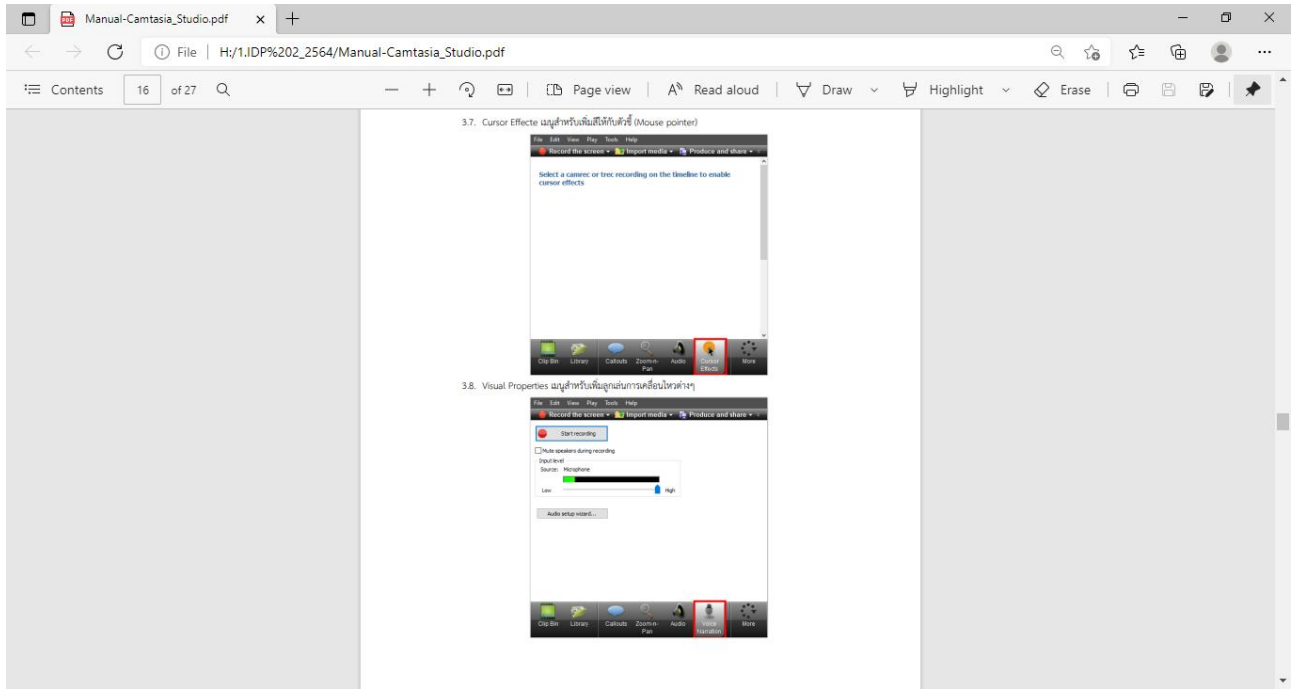 Manual-Camtasia_Studio.pdf
File | H:/1.IDP%202_2564/Manual-Camtasia_Studio.pdf
Contents 16 of 27 Page view Read aloud Draw Highlight Erase
3.7. Cursor Effecte เมนูสำหรับเพิ่มสีให้กับตัวชี้ (Mouse pointer)
File Edit View Play Tools Help
Record the screen Import media Produce and share
Select a camrec or trec recording on the timeline to enable
cursor effects
Clip Bin Library Callouts Zoom-n-Pan Audio Cursor Effects More
3.8. Visual Properties เมนูสำหรับเพิ่มลูกเล่นการเคลื่อนไหวต่างๆ
File Edit View Play Tools Help
Record the screen Import media Produce and share
Start recording
Mute speakers during recording
Input level
Source: Microphone
Low High
Audio setup wizard...
Clip Bin Library Callouts Zoom-n-Pan Audio Voice Narration More